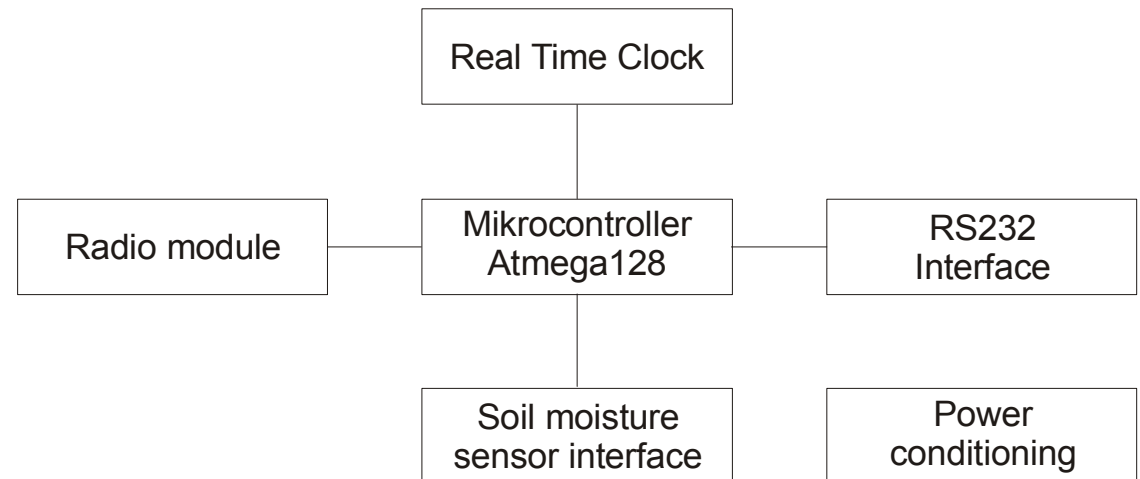 Real Time Clock
Radio module
Mikrocontroller
Atmega128
RS232
Interface
Soil moisture
sensor interface
Power
conditioning